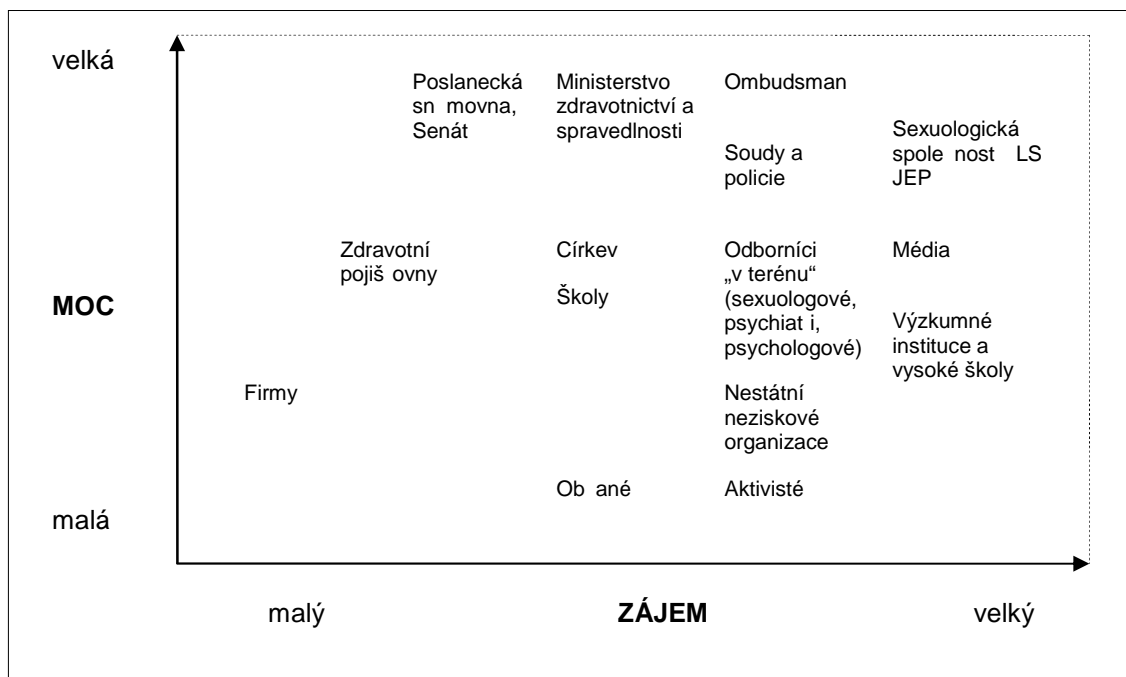 velká
Poslanecká
sn movna,
Senát
Ministerstvo
zdravotnictví a
spravedlnosti
Ombudsman
Soudy a
policie
Sexuologická
spole nost LS
JEP
Zdravotní
pojiš ovny
Církev
Školy
Odborníci
„v terénu“
(sexuologové,
psychiat i,
psychologové)
Média
MOC
Výzkumné
instituce a
vysoké školy
Firmy
Nestátní
neziskové
organizace
Ob ané
Aktivisté
malá
malý
ZÁJEM
velký